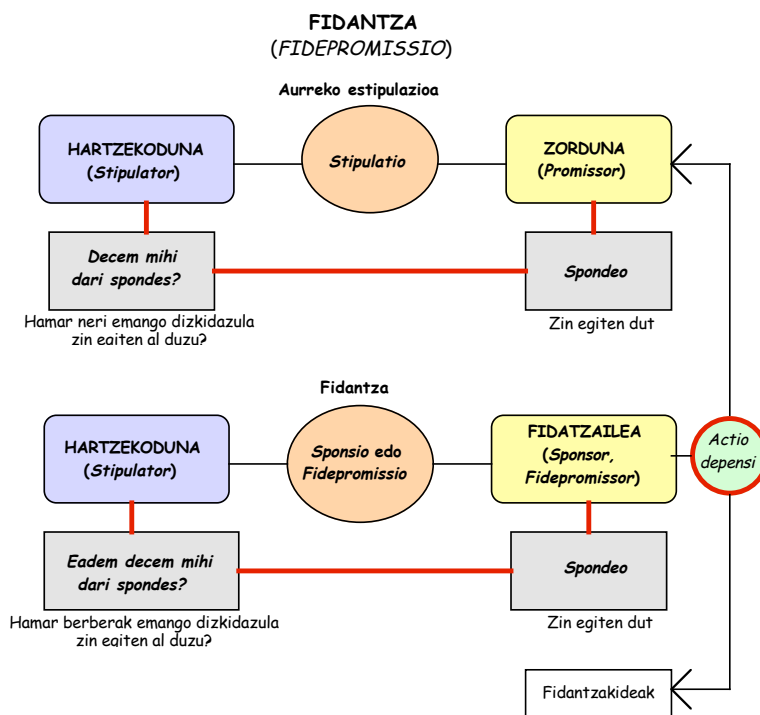 FIDANTZA
(FIDEPROMISSIO)
Aurreko estipulazioa
HARTZEKODUNA
(Stipulator)
Stipulatio
ZORDUNA
(Promissor)
Decem mihi
dari spondes?
Spondeo
Hamar neri emango dizkidazula
zin egiten al duzu?
Zin egiten dut
Fidantza
HARTZEKODUNA
(Stipulator)
Sponsio edo
Fidepromissio
FIDATZAILEA
(Sponsor,
Fidepromissor)
Actio
depensi
Eadem decem mihi
dari spondes?
Spondeo
Hamar berberak emango dizkidazula
zin egiten al duzu?
Zin egiten dut
Fidantzakideak